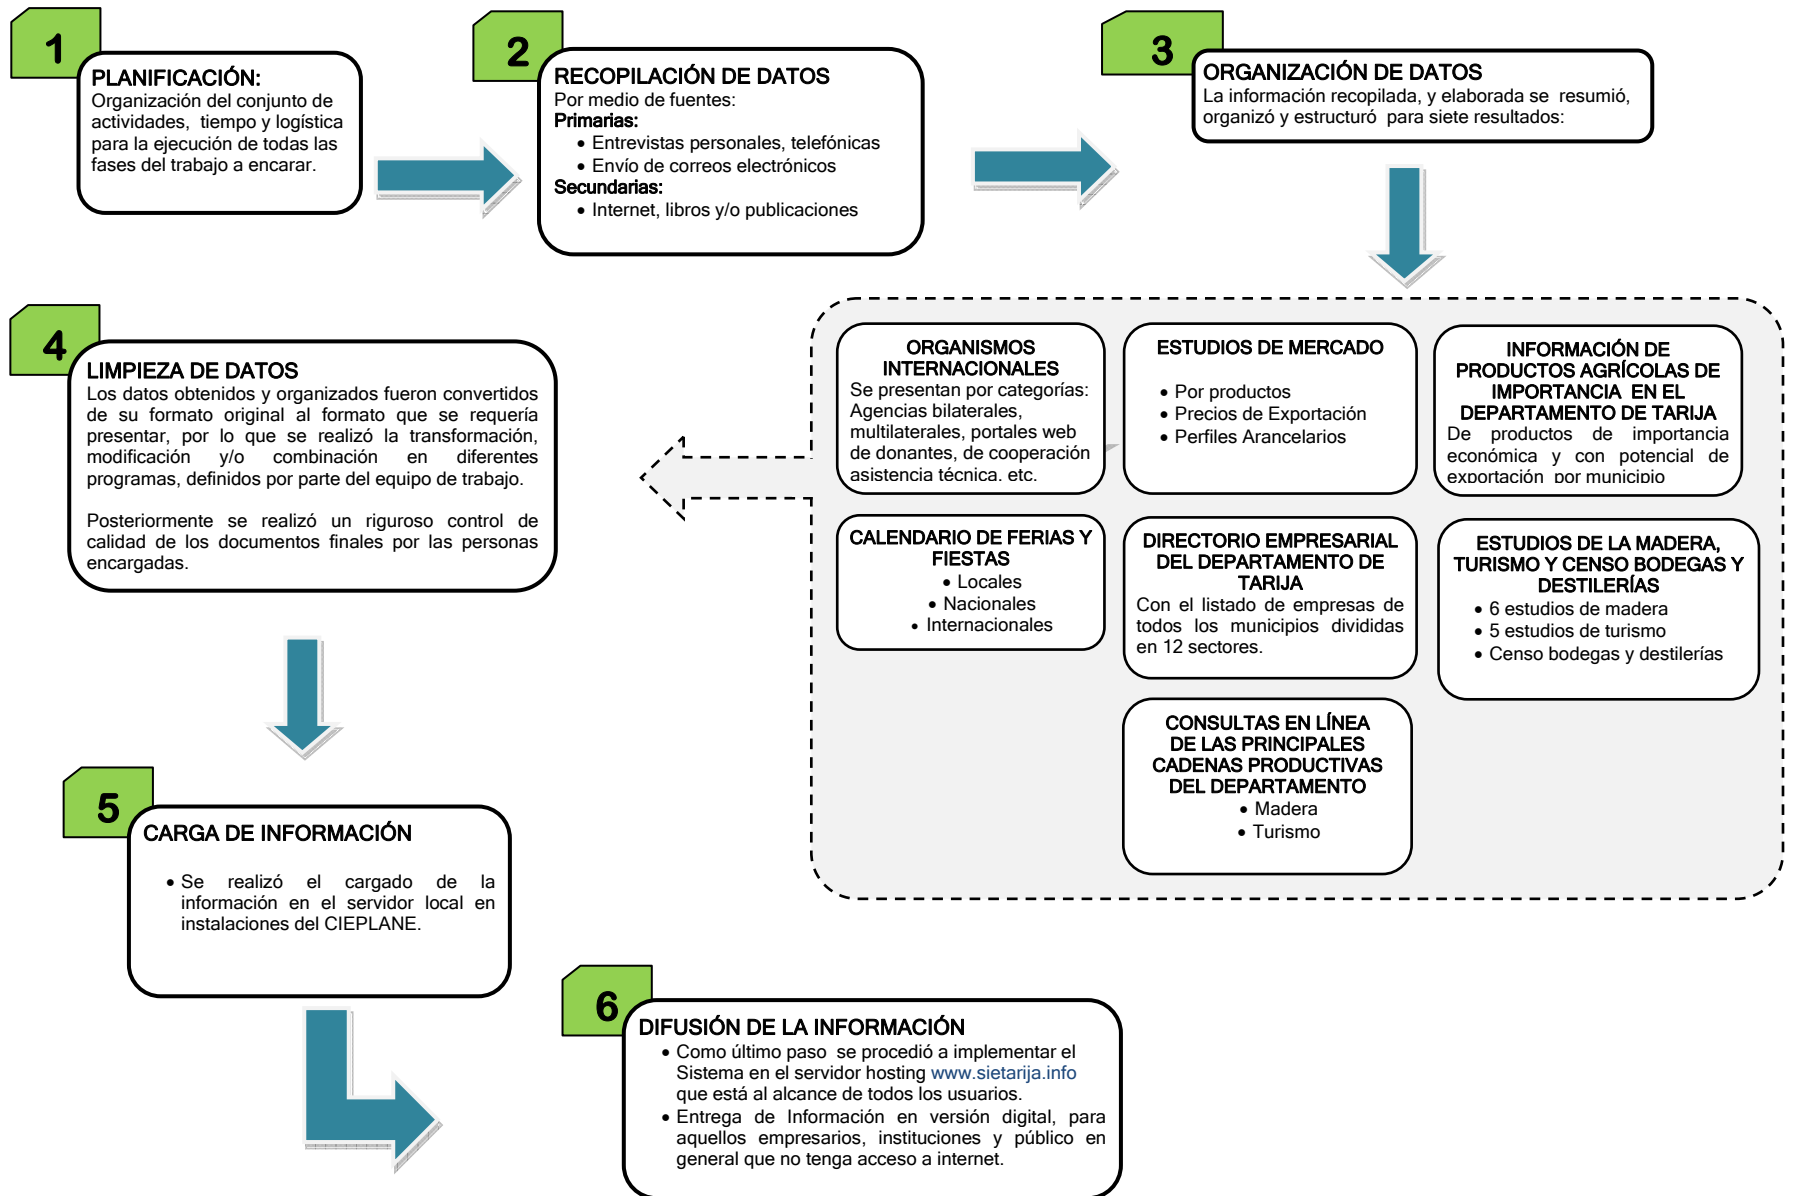 1
PLANIFICACIÓN:
Organización del conjunto de
actividades, tiempo y logística
para la ejecución de todas las
fases del trabajo a encarar.
2
RECOPILACIÓN DE DATOS
Por medio de fuentes:
Primarias:
• Entrevistas personales, telefónicas
• Envío de correos electrónicos
Secundarias:
• Internet, libros y/o publicaciones
3
ORGANIZACIÓN DE DATOS
La información recopilada, y elaborada se resumió,
organizó y estructuró para siete resultados:
ORGANISMOS
INTERNACIONALES
Se presentan por categorías:
Agencias bilaterales,
multilaterales, portales web
de donantes, de cooperación
asistencia técnica. etc.
ESTUDIOS DE MERCADO
• Por productos
• Precios de Exportación
• Perfiles Arancelarios
INFORMACIÓN DE
PRODUCTOS AGRÍCOLAS DE
IMPORTANCIA EN EL
DEPARTAMENTO DE TARIJA
De productos de importancia
económica y con potencial de
exportación por municipio
CALENDARIO DE FERIAS Y
FIESTAS
• Locales
• Nacionales
• Internacionales
DIRECTORIO EMPRESARIAL
DEL DEPARTAMENTO DE
TARIJA
Con el listado de empresas de
todos los municipios divididas
en 12 sectores.
ESTUDIOS DE LA MADERA,
TURISMO Y CENSO BODEGAS Y
DESTILERÍAS
• 6 estudios de madera
• 5 estudios de turismo
• Censo bodegas y destilerías
CONSULTAS EN LÍNEA
DE LAS PRINCIPALES
CADENAS PRODUCTIVAS
DEL DEPARTAMENTO
• Madera
• Turismo
4
LIMPIEZA DE DATOS
Los datos obtenidos y organizados fueron convertidos
de su formato original al formato que se requería
presentar, por lo que se realizó la transformación,
modificación y/o combinación en diferentes
programas, definidos por parte del equipo de trabajo.
Posteriormente se realizó un riguroso control de
calidad de los documentos finales por las personas
encargadas.
5
CARGA DE INFORMACIÓN
• Se realizó el cargado de la
información en el servidor local en
instalaciones del CIEPLANE.
6
DIFUSIÓN DE LA INFORMACIÓN
• Como último paso se procedió a implementar el
Sistema en el servidor hosting www.sietarija.info
que está al alcance de todos los usuarios.
• Entrega de Información en versión digital, para
aquellos empresarios, instituciones y público en
general que no tenga acceso a internet.